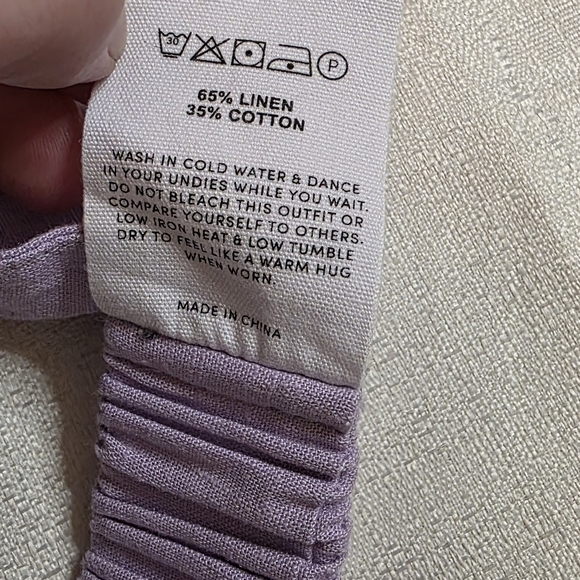 30 P
65% LINEN
35% COTTON
WASH IN COLD WATER & DANCE
IN YOUR UNDIES WHILE YOU WAIT.
DO NOT BLEACH THIS OUTFIT OR
COMPARE YOURSELF TO OTHERS.
LOW IRON HEAT & LOW TUMBLE
DRY TO FEEL LIKE A WARM HUG
WHEN WORN
MADE IN CHINA